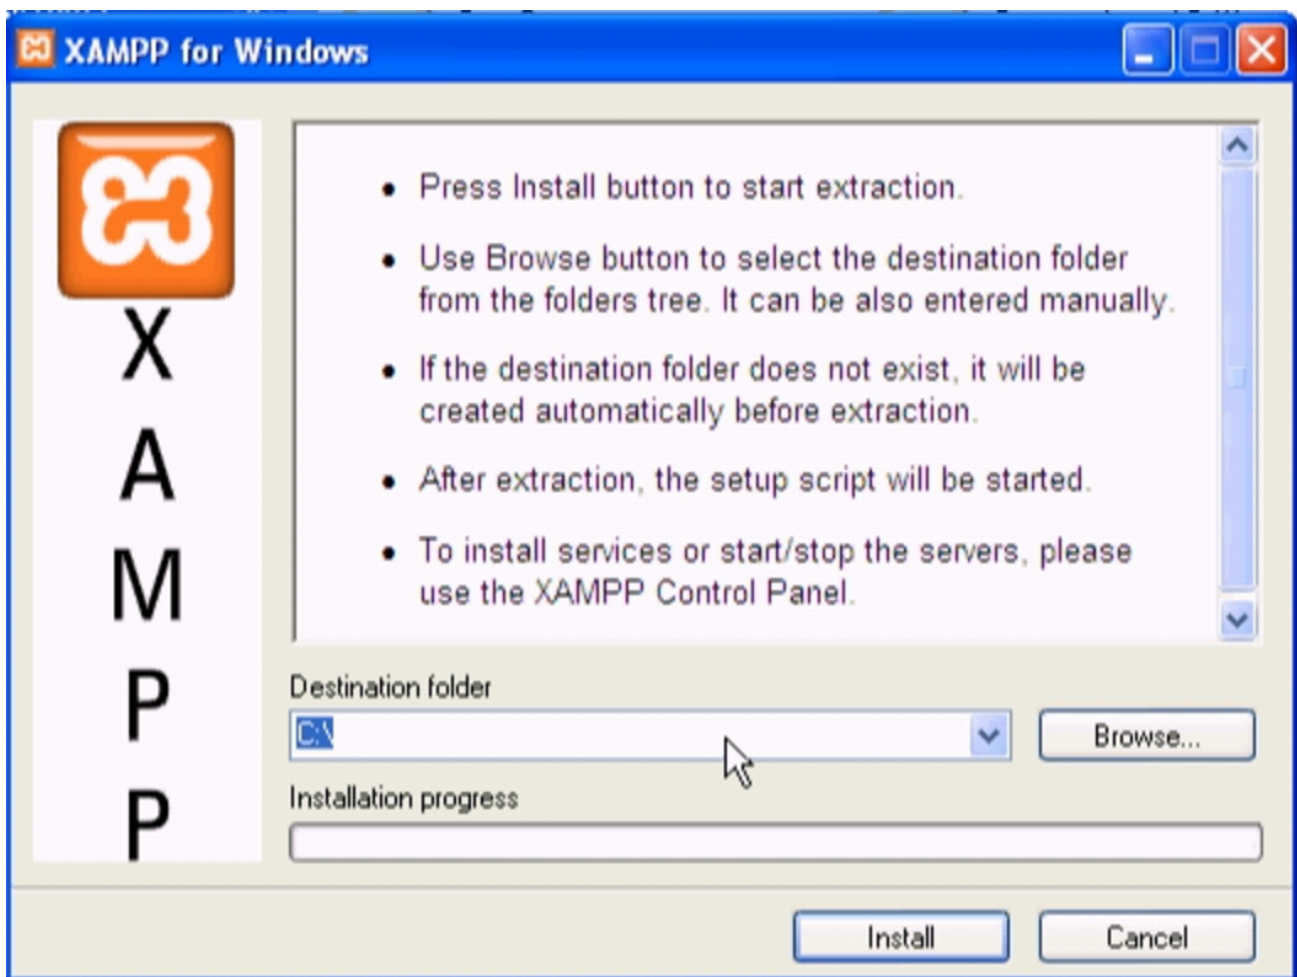 XAMPP for Windows
X
A
M
P
P
• Press Install button to start extraction.
• Use Browse button to select the destination folder
from the folders tree. It can be also entered manually.
• If the destination folder does not exist, it will be
created automatically before extraction.
• After extraction, the setup script will be started.
• To install services or start/stop the servers, please
use the XAMPP Control Panel.
Destination folder
C:\
Browse...
Installation progress
Install
Cancel